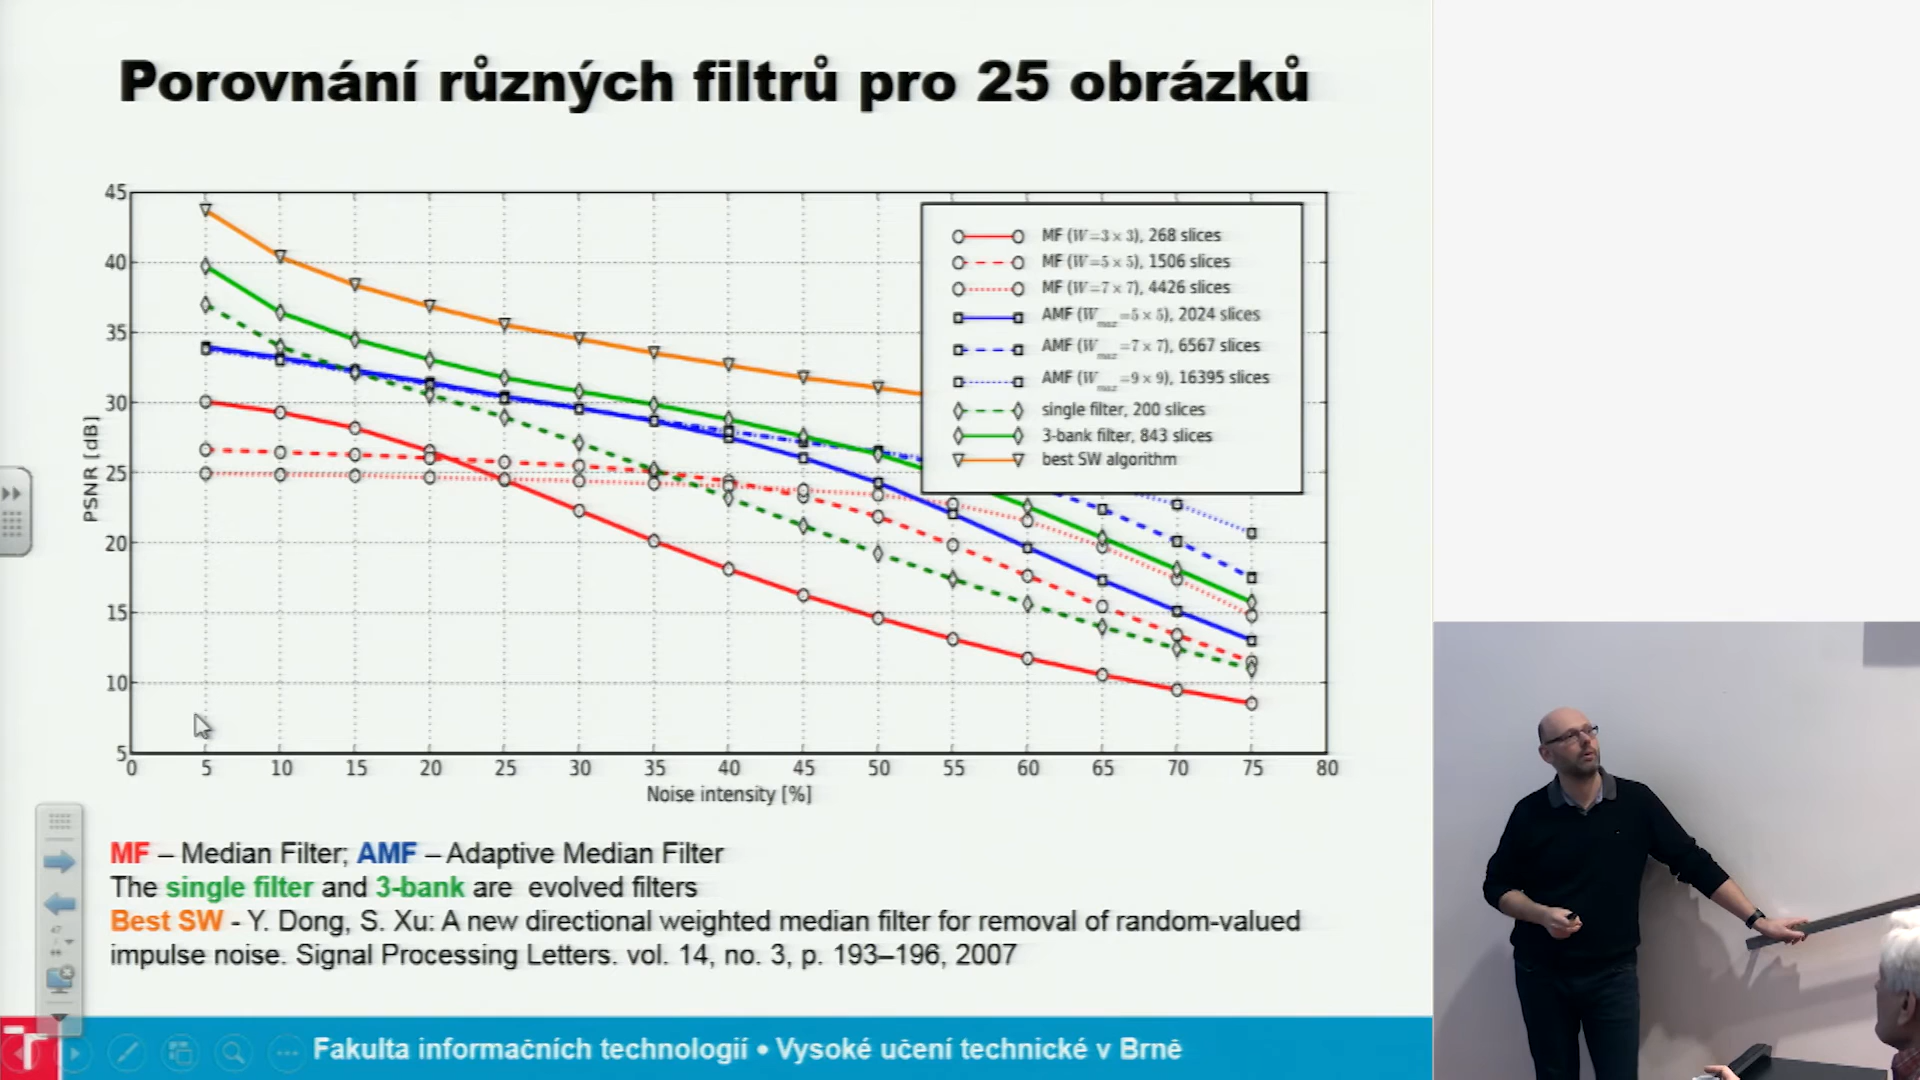 Porovnání různých filtrů pro 25 obrázků
45
40
35
30
25
20
15
10
5
PSNR [dB]
0 5 10 15 20 25 30 35 40 45 50 55 60 65 70 75 80
Noise intensity [%]
MF (W=3×3), 268 slices
MF (W=5×5), 1506 slices
MF (W=7×7), 4426 slices
AMF (Wmax=5×5), 2024 slices
AMF (Wmax=7×7), 6567 slices
AMF (Wmax=9×9), 16395 slices
single filter, 200 slices
3-bank filter, 843 slices
best SW algorithm
MF – Median Filter; AMF – Adaptive Median Filter
The single filter and 3-bank are evolved filters
Best SW - Y. Dong, S. Xu: A new directional weighted median filter for removal of random-valued
impulse noise. Signal Processing Letters. vol. 14, no. 3, p. 193–196, 2007
47
Fakulta informačních technologií • Vysoké učení technické v Brně